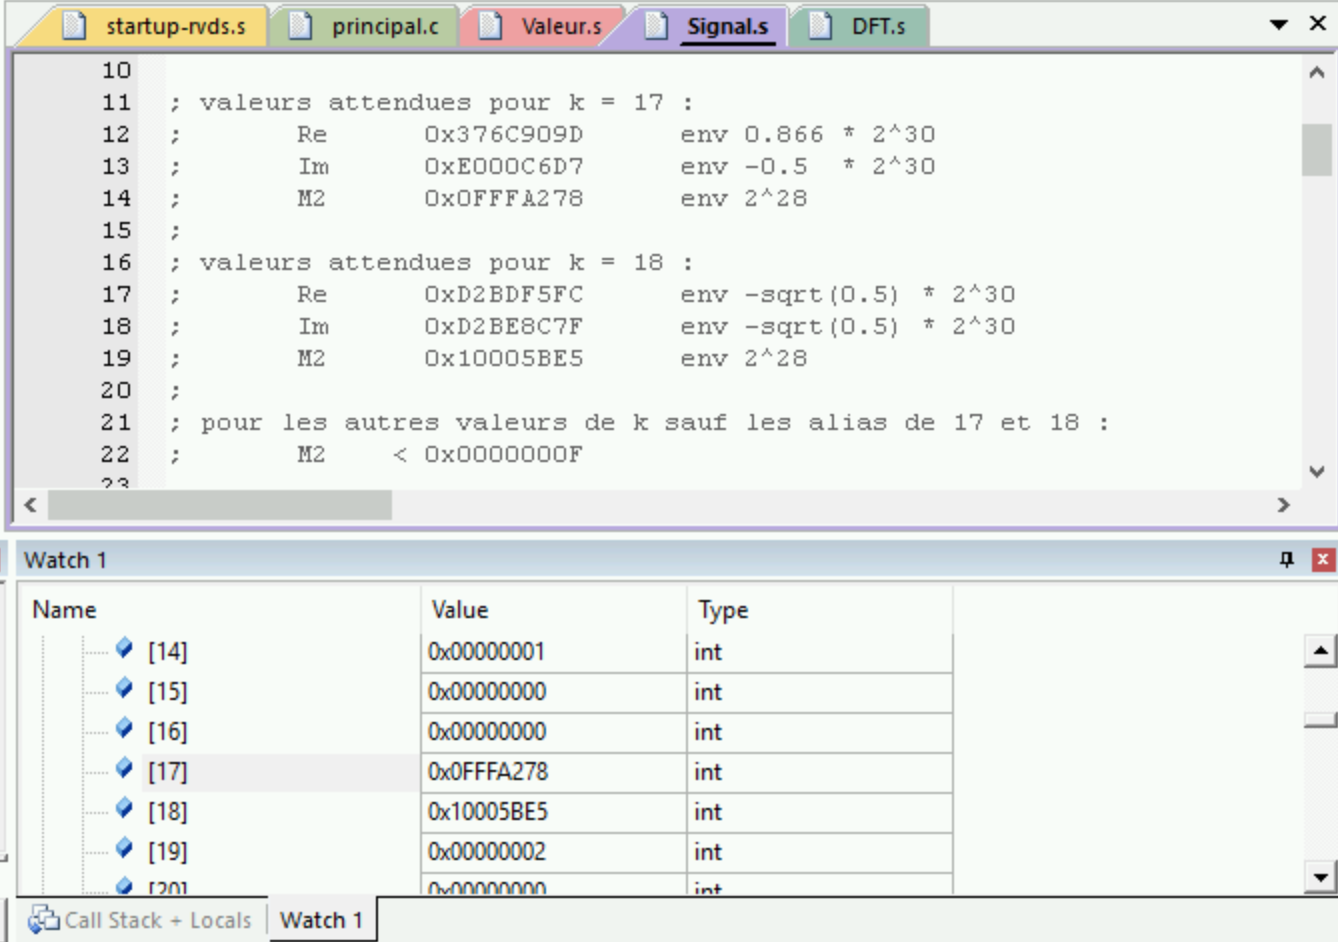 startup-rvds.s principal.c Valeur.s Signal.s DFT.s
10
11 ; valeurs attendues pour k = 17 :
12 ; Re 0x376C909D env 0.866 * 2^30
13 ; Im 0xE000C6D7 env -0.5 * 2^30
14 ; M2 0x0FFFA278 env 2^28
15 ;
16 ; valeurs attendues pour k = 18 :
17 ; Re 0xD2BDF5FC env -sqrt(0.5) * 2^30
18 ; Im 0xD2BE8C7F env -sqrt(0.5) * 2^30
19 ; M2 0x10005BE5 env 2^28
20 ;
21 ; pour les autres valeurs de k sauf les alias de 17 et 18 :
22 ; M2 < 0x0000000F
23
Watch 1
Name Value Type
[14] 0x00000001 int
[15] 0x00000000 int
[16] 0x00000000 int
[17] 0x0FFFA278 int
[18] 0x10005BE5 int
[19] 0x00000002 int
[20] 0x00000000 int
Call Stack + Locals Watch 1